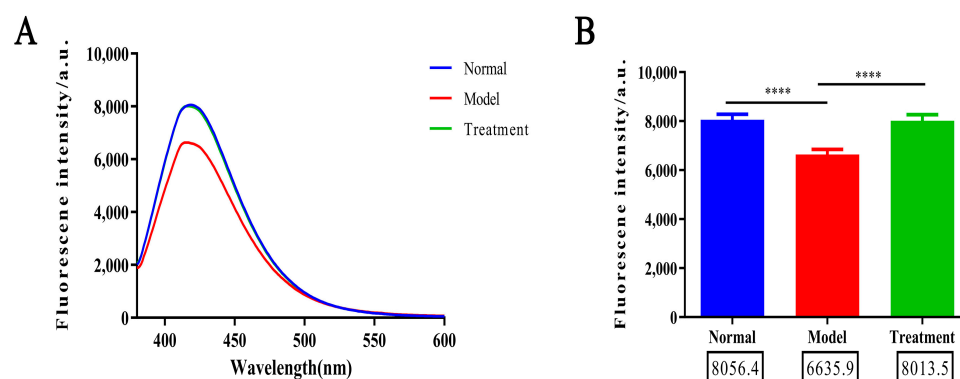 A
Fluorescene intensity/a.u.
10,000
8,000
6,000
4,000
2,000
0
400
450
500
550
600
Wavelength(nm)
Normal
Model
Treatment
B
Fluorescene intensity/a.u.
10,000
8,000
6,000
4,000
2,000
0
****
****
Normal
Model
Treatment
8056.4
6635.9
8013.5